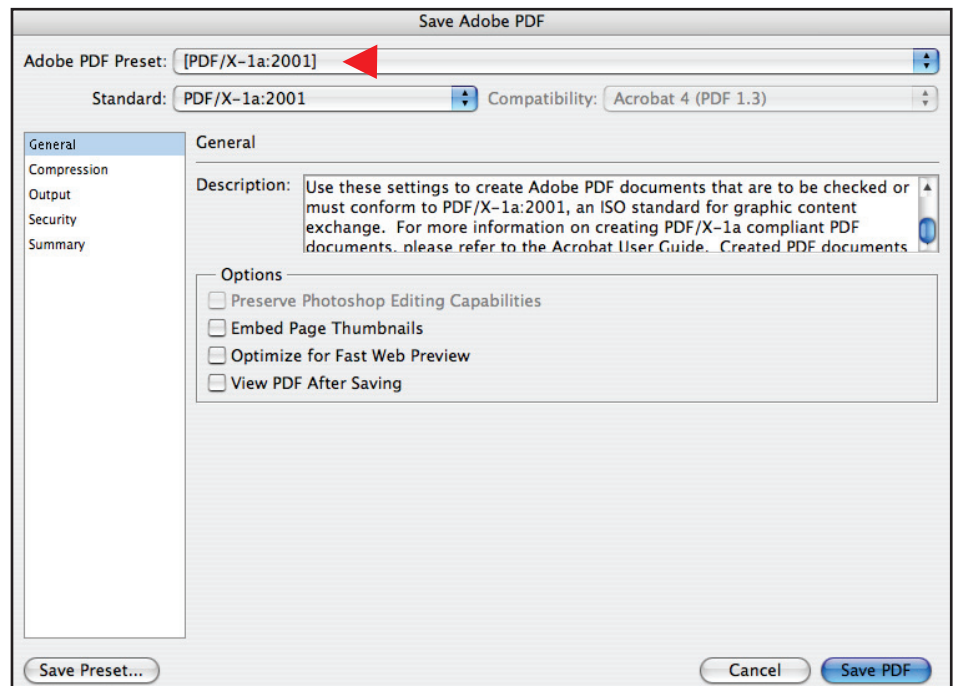 Save Adobe PDF
Adobe PDF Preset: [PDF/X-1a:2001]
Standard: PDF/X-1a:2001 Compatibility: Acrobat 4 (PDF 1.3)
General
Compression
Output
Security
Summary
General
Description: Use these settings to create Adobe PDF documents that are to be checked or
must conform to PDF/X-1a:2001, an ISO standard for graphic content
exchange. For more information on creating PDF/X-1a compliant PDF
documents, please refer to the Acrobat User Guide. Created PDF documents
Options
Preserve Photoshop Editing Capabilities
Embed Page Thumbnails
Optimize for Fast Web Preview
View PDF After Saving
Save Preset... Cancel Save PDF